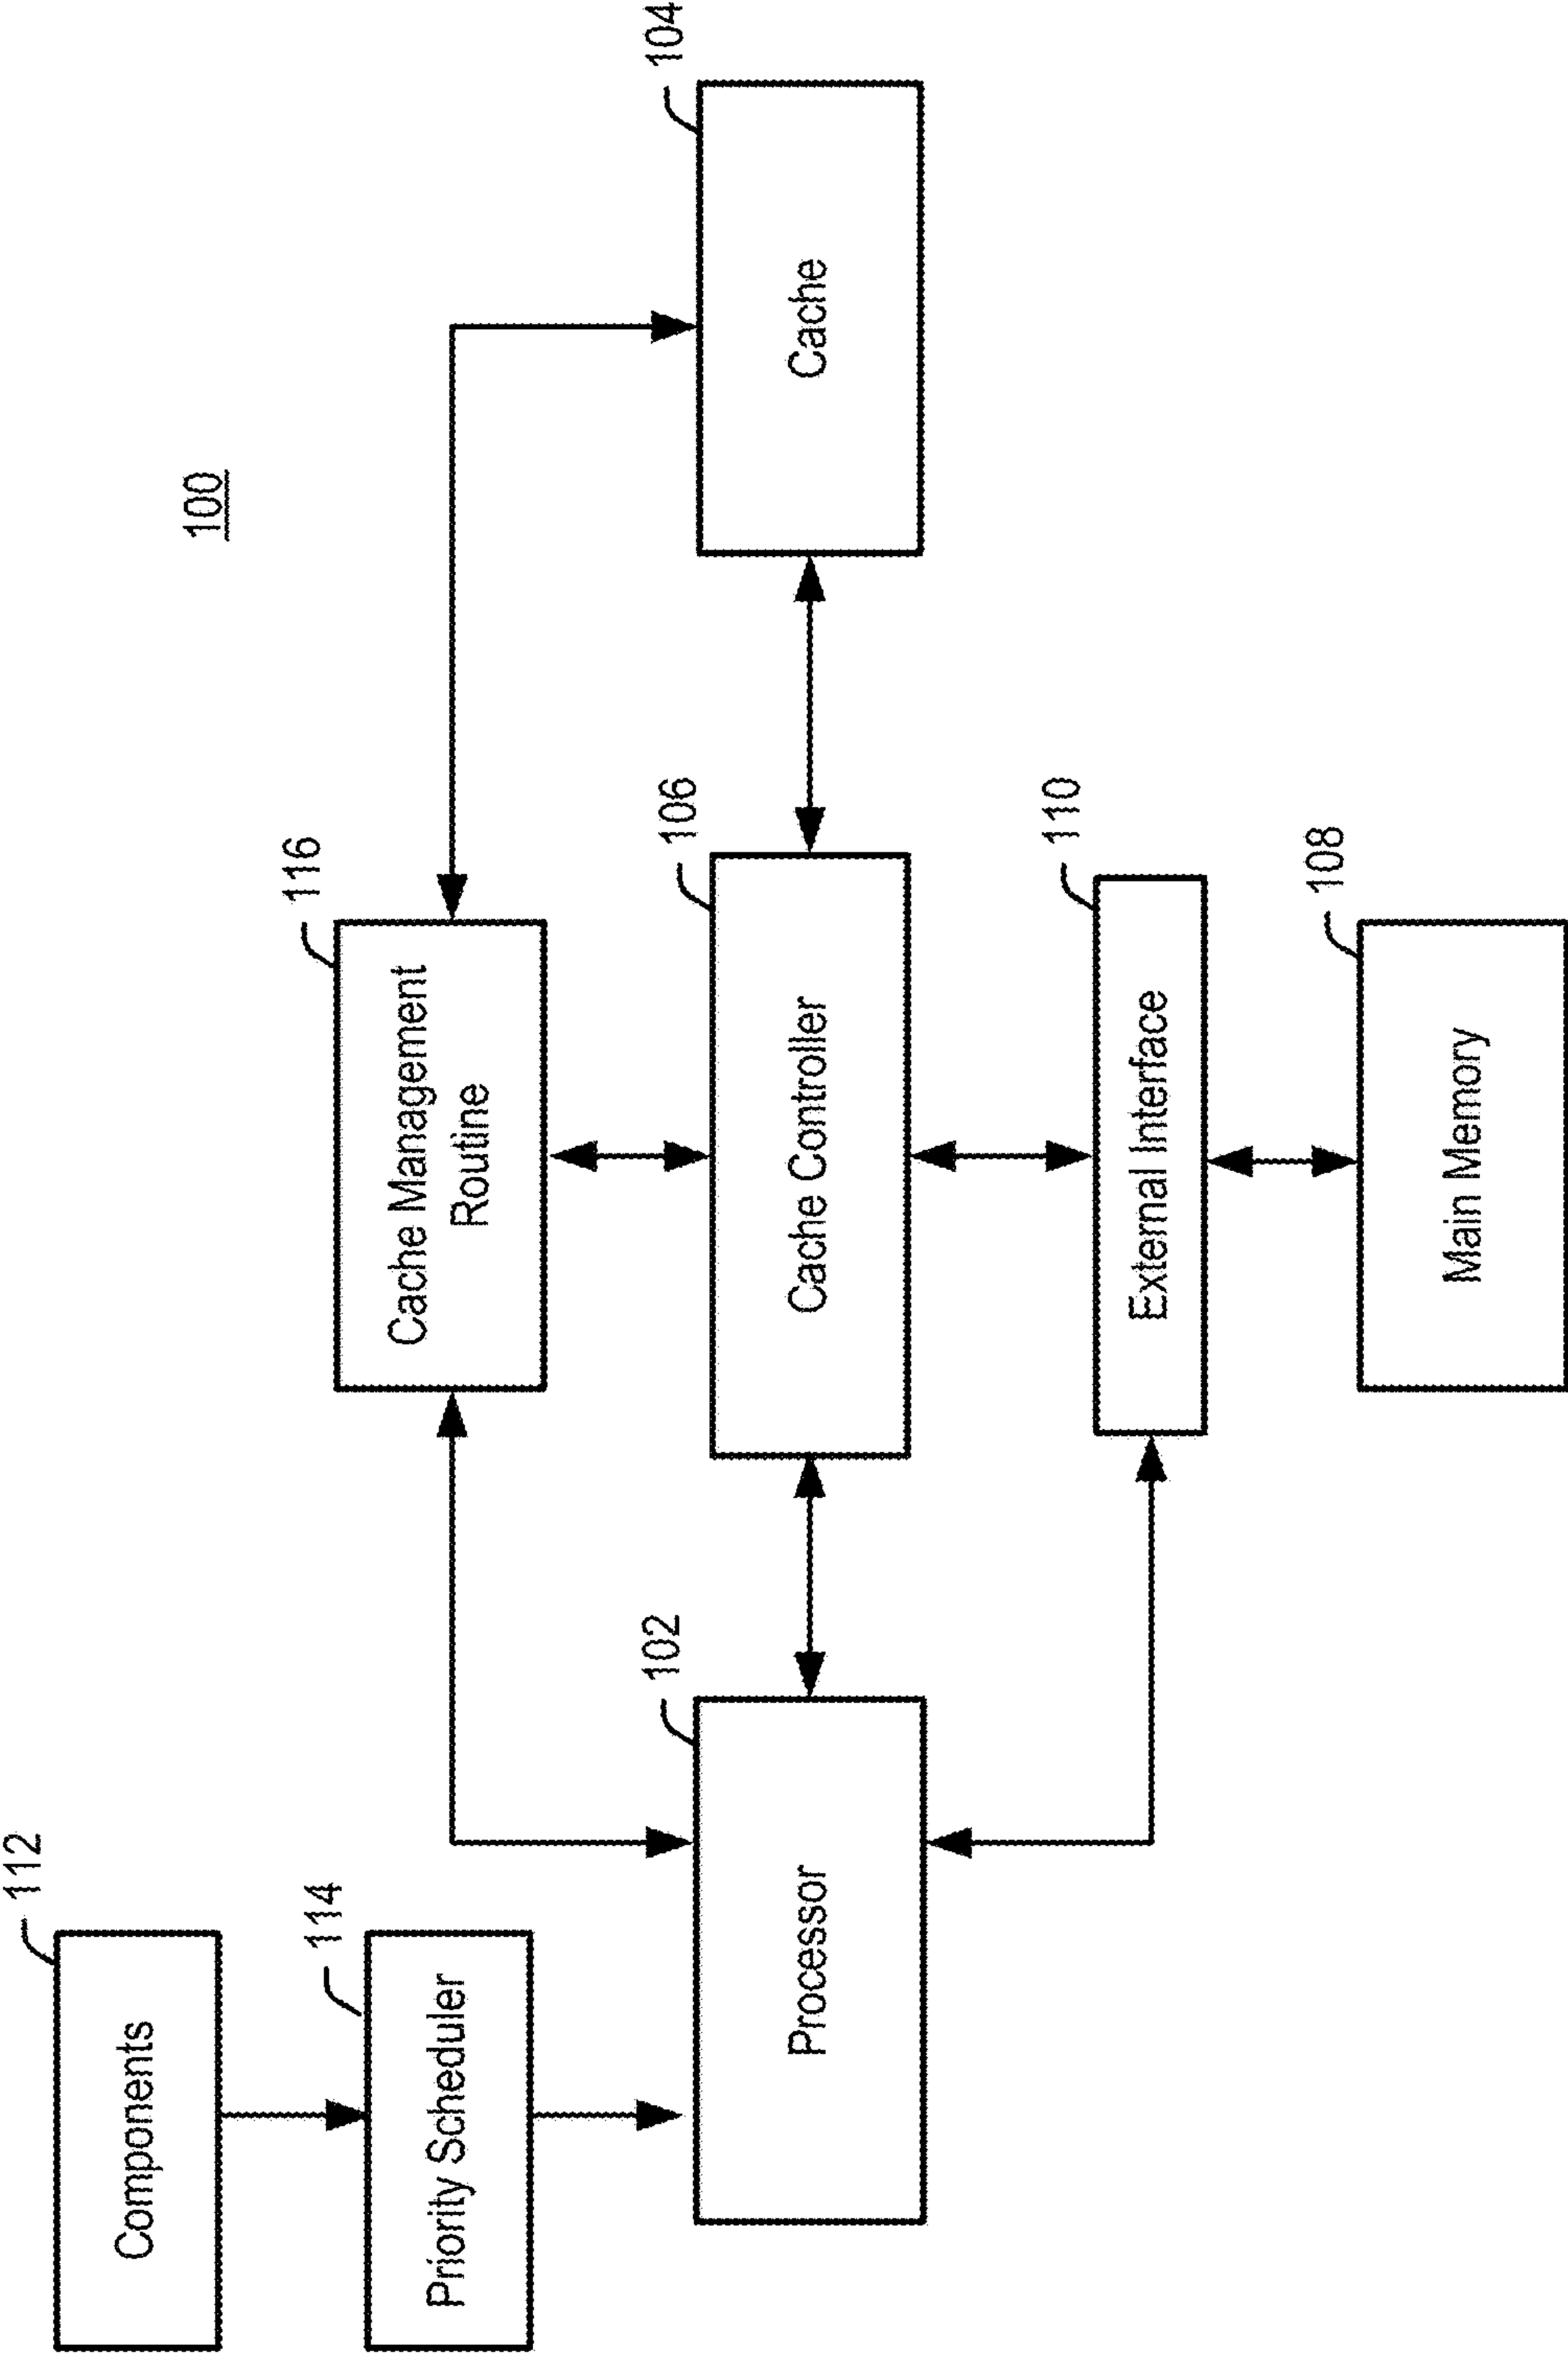 100
112
Components
114
Priority Scheduler
116
Cache Management
Routine
102
Processor
106
Cache Controller
104
Cache
110
External Interface
108
Main Memory